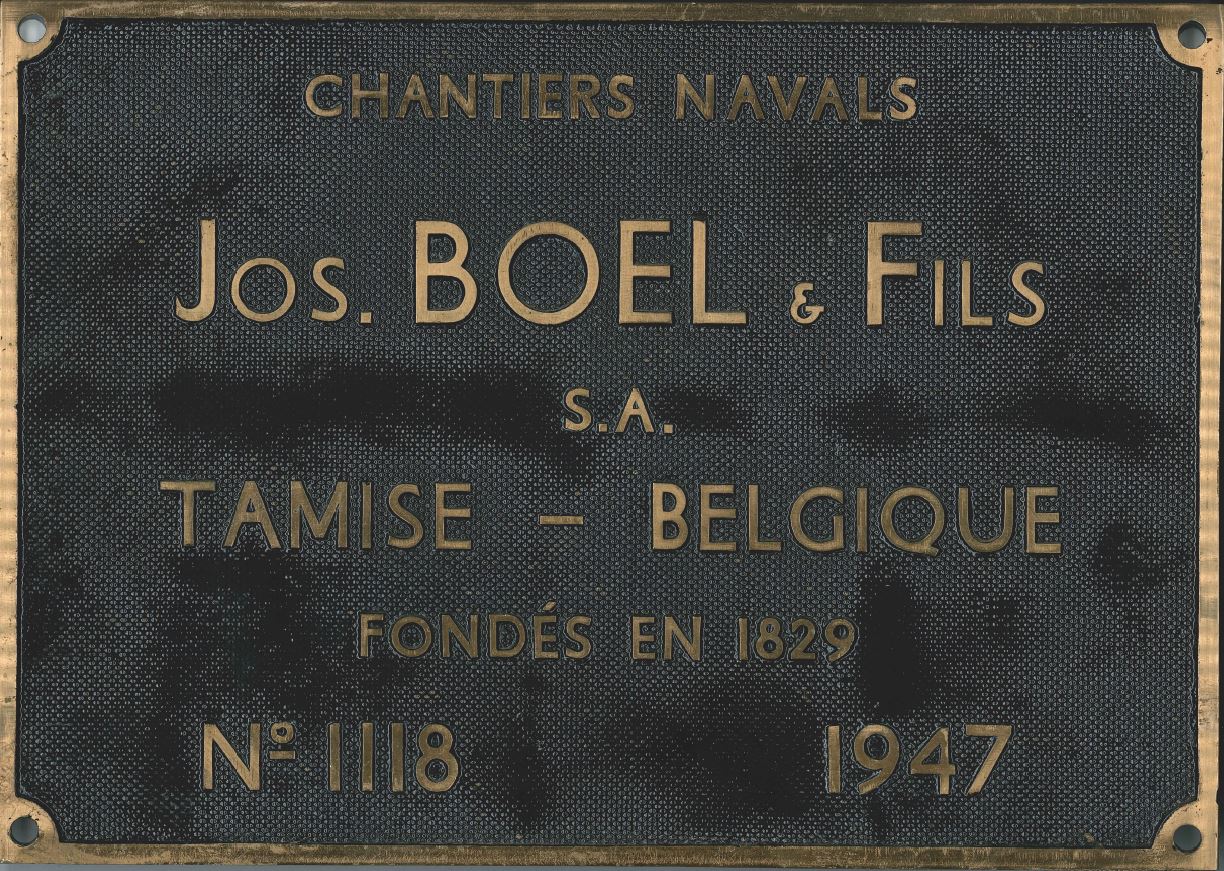 CHANTIERS NAVALS
JOS. BOEL & FILS
S.A.
TAMISE – BELGIQUE
FONDÉS EN 1829
Nº 1118 1947